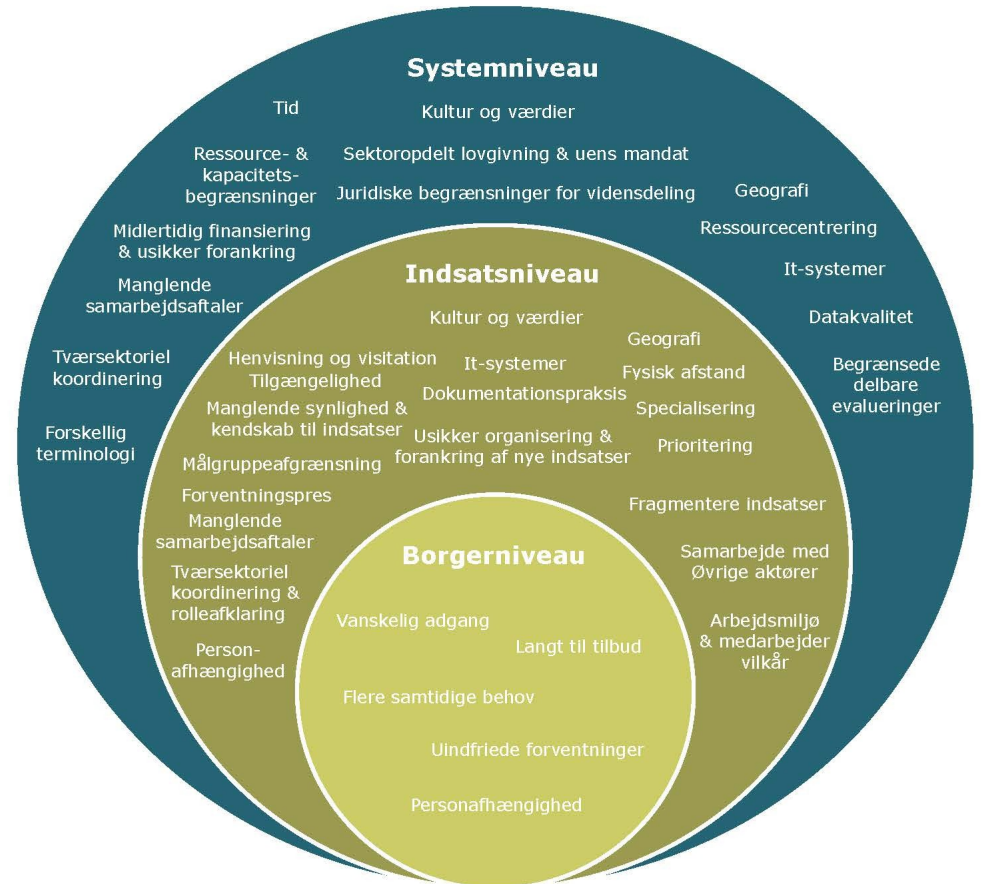 Systemniveau
Tid
Kultur og værdier
Ressource- &
kapacitets-
begrænsninger
Sektoropdelt lovgivning & uens mandat
Juridiske begrænsninger for vidensdeling
Geografi
Ressourcecentrering
Midlertidig finansiering
& usikker forankring
It-systemer
Manglende
samarbejdsaftaler
Datakvalitet
Tværsektoriel
koordinering
Begrænsede
delbare
evalueringer
Forskellig
terminologi
Indsatsniveau
Kultur og værdier
Geografi
Henvisning og visitation
Tilgængelighed
It-systemer
Fysisk afstand
Dokumentationspraksis
Manglende synlighed &
kendskab til indsatser
Specialisering
Usikker organisering &
forankring af nye indsatser
Prioritering
Målgruppeafgrænsning
Forventningspres
Fragmentere indsatser
Manglende
samarbejdsaftaler
Samarbejde med
Øvrige aktører
Tværsektoriel
koordinering &
rolleafklaring
Arbejdsmiljø
& medarbejder
vilkår
Person-
afhængighed
Borgerniveau
Vanskelig adgang
Langt til tilbud
Flere samtidige behov
Uindfriede forventninger
Personafhængighed